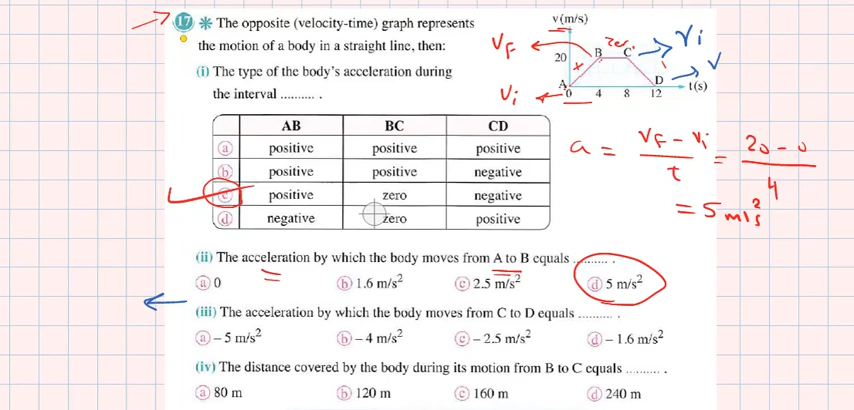 17 * The opposite (velocity-time) graph represents
the motion of a body in a straight line, then:
(i) The type of the body's acceleration during
the interval .......... .
v(m/s)
20
A B C D
0 4 8 12 t(s)
VF
Vi
Vi
V
AB BC CD
a positive positive positive
b positive positive negative
c positive zero negative
d negative zero positive
a = VF - Vi / t = 20 - 0 / 4
= 5 m/s²
(ii) The acceleration by which the body moves from A to B equals .......... .
a 0 b 1.6 m/s² c 2.5 m/s² d 5 m/s²
(iii) The acceleration by which the body moves from C to D equals .......... .
a – 5 m/s² b – 4 m/s² c – 2.5 m/s² d – 1.6 m/s²
(iv) The distance covered by the body during its motion from B to C equals .......... .
a 80 m b 120 m c 160 m d 240 m